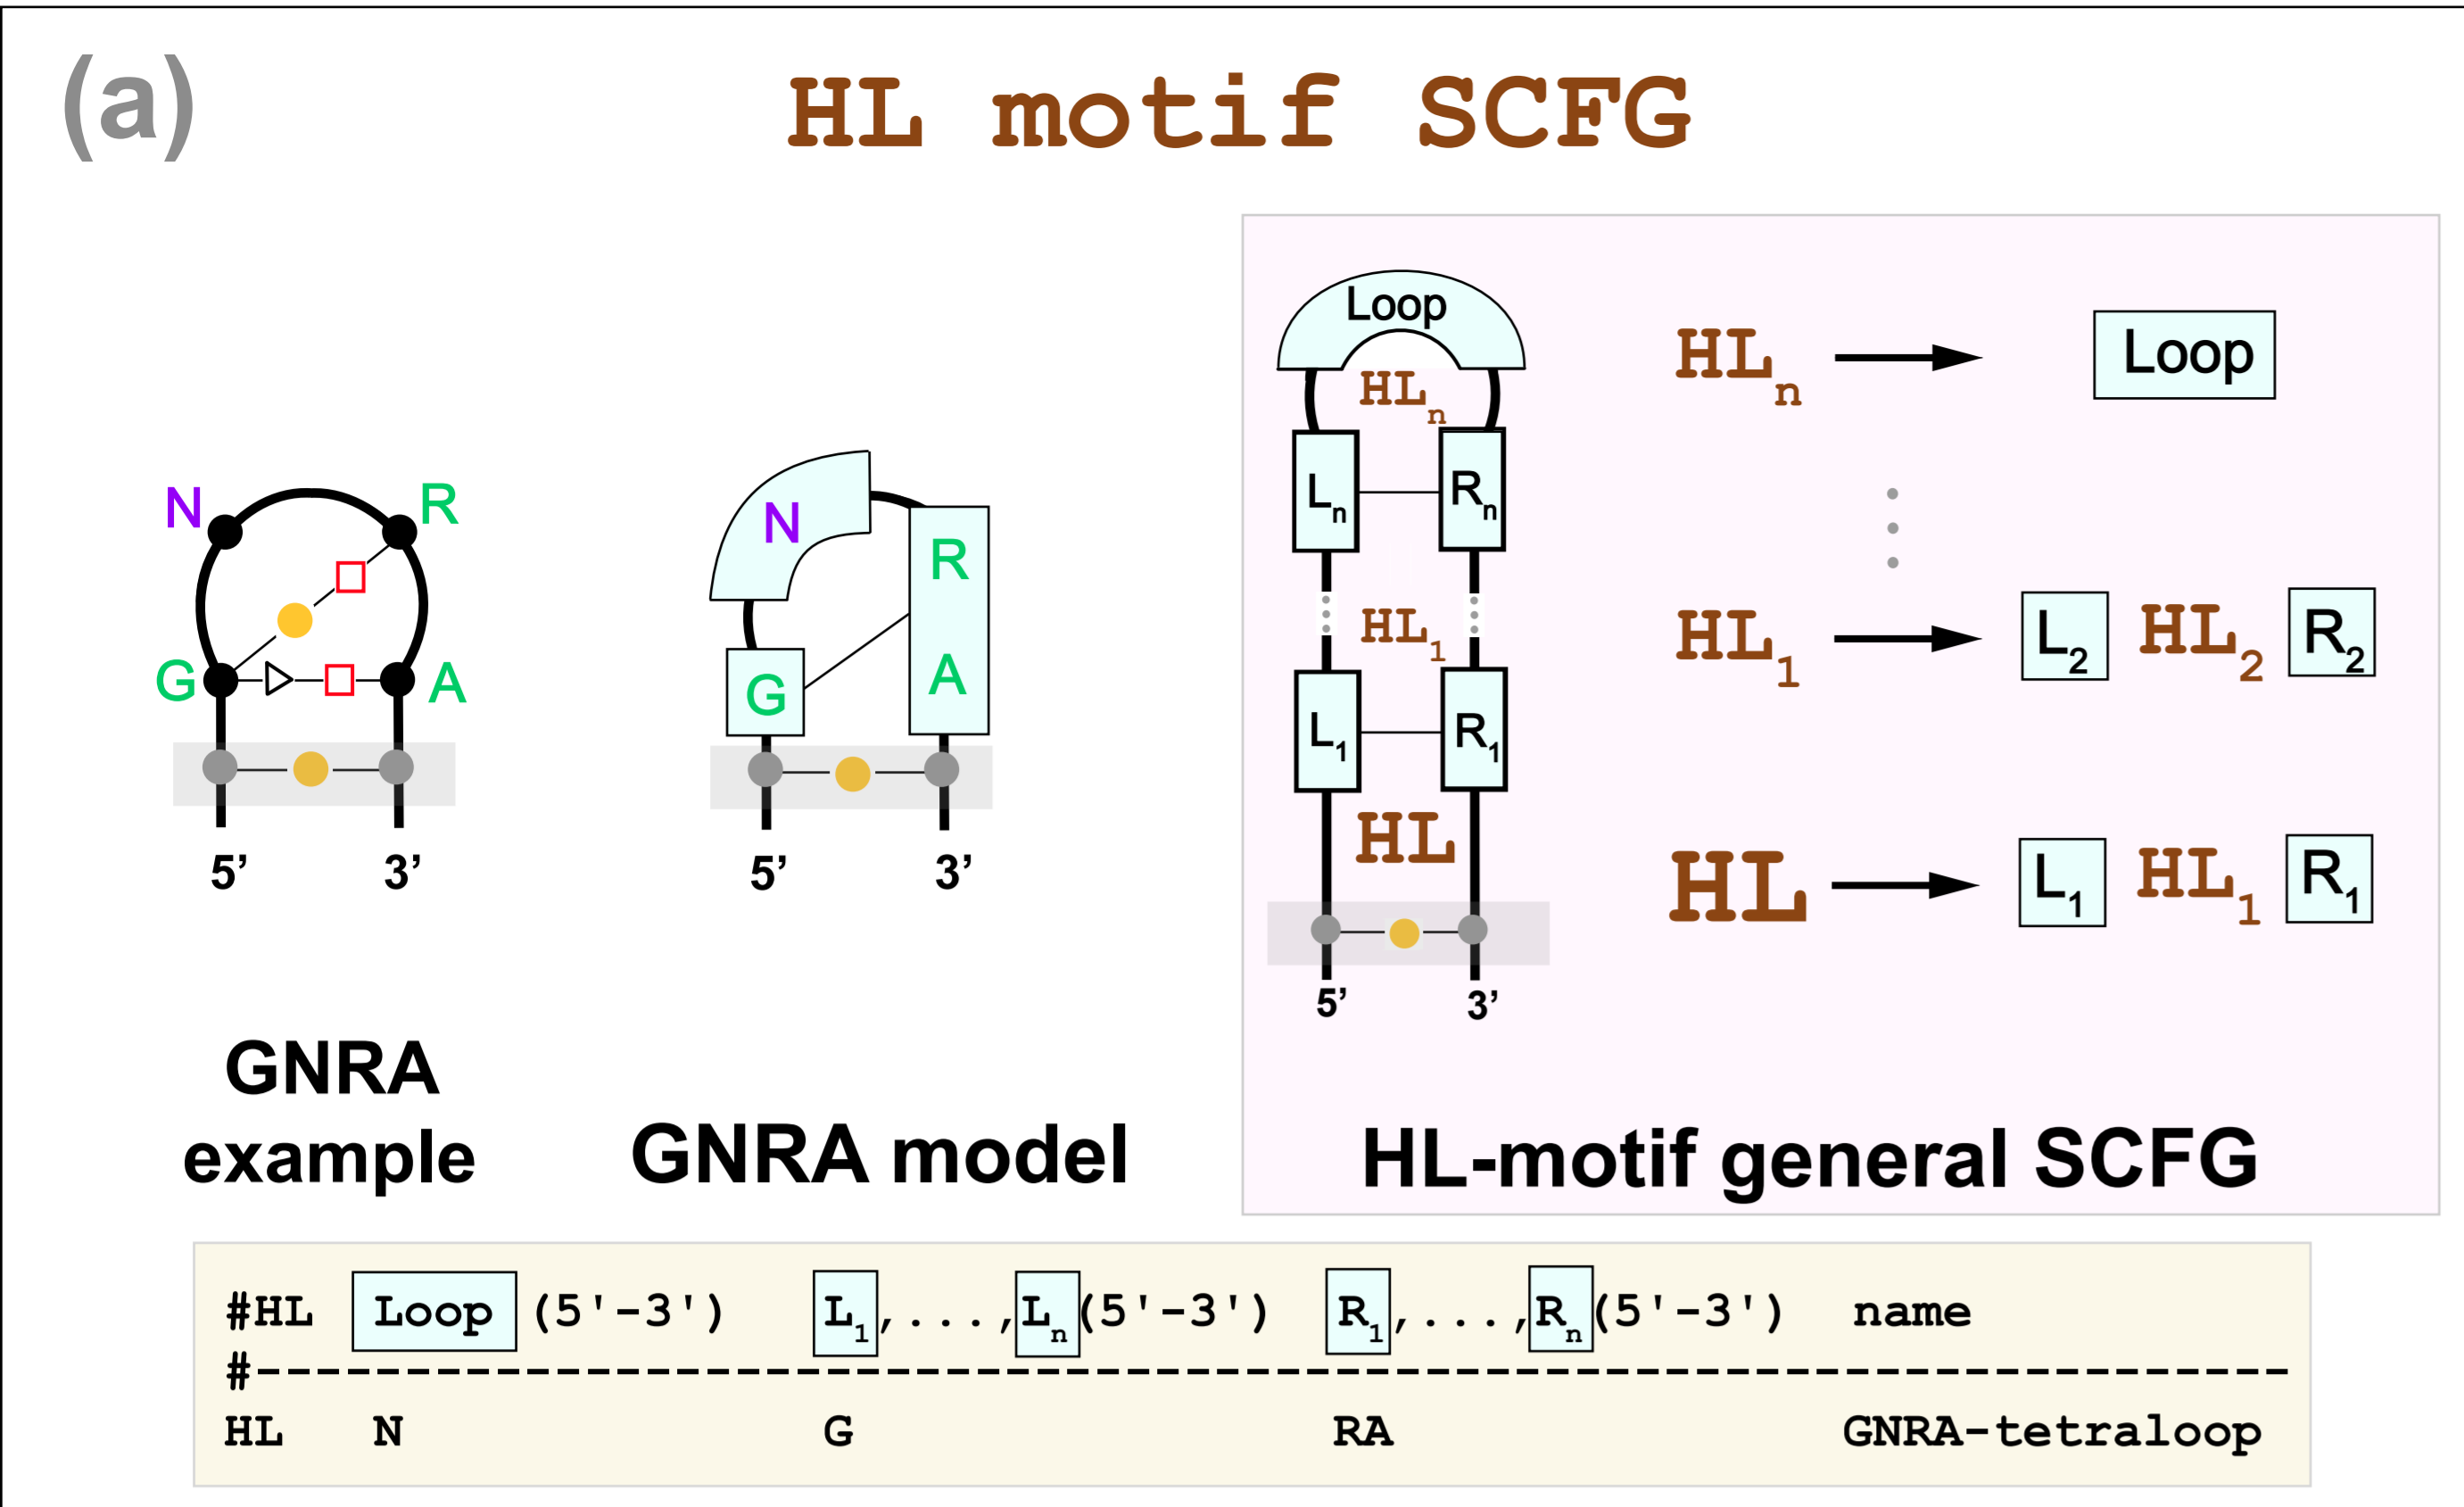 (a)
HL motif SCFG
N R
G A
5’ 3’
GNRA
example
N
R
G A
5’ 3’
GNRA model
Loop
HLn
Ln Rn
HL1
L1 R1
HL
5’ 3’
HLn Loop
HL1 L2 HL2 R2
HL L1 HL1 R1
HL-motif general SCFG
#HL Loop (5'-3') L1,...,Ln(5'-3') R1,...,Rn(5'-3') name
#--------------------------------------------------------------------
HL N G RA GNRA-tetraloop